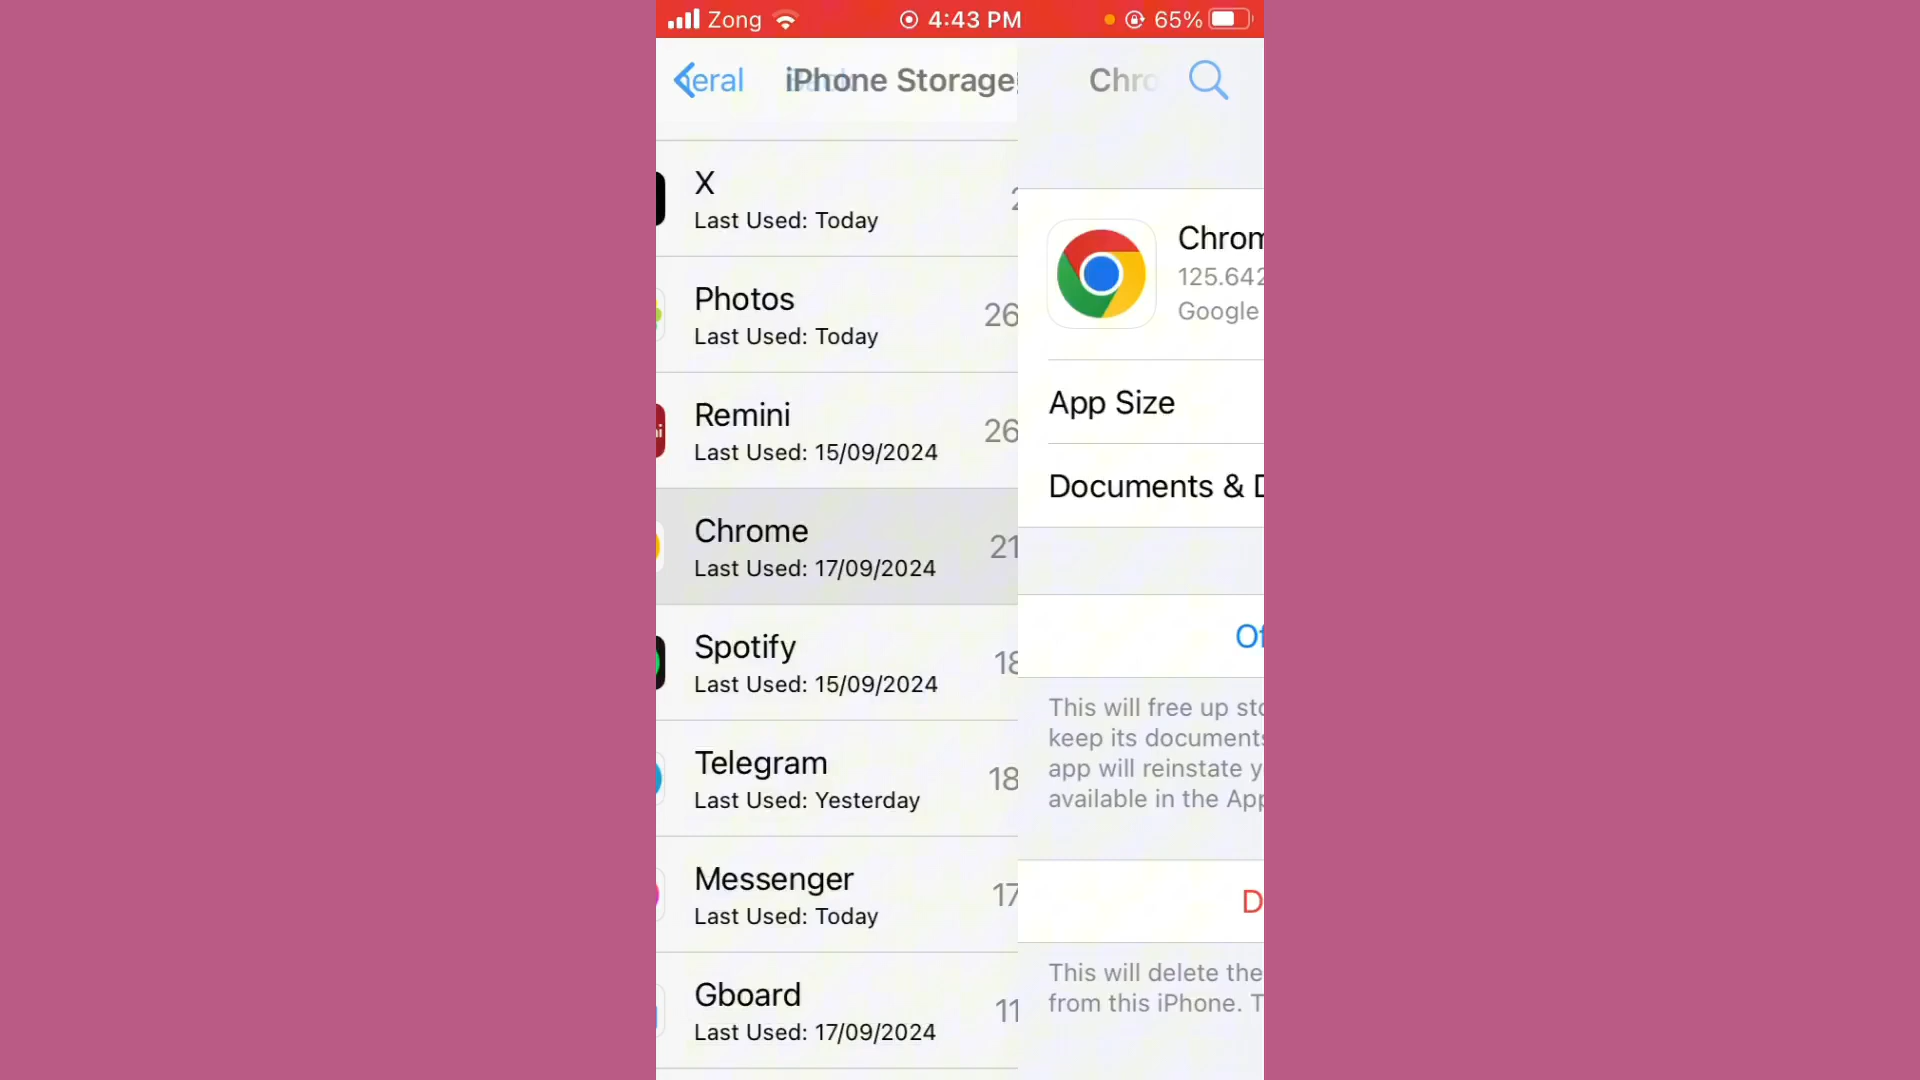 Zong 4:43 PM 65%
eral iPhone Storage
X
Last Used: Today
Photos 26
Last Used: Today
Remini 26
Last Used: 15/09/2024
Chrome 21
Last Used: 17/09/2024
Spotify 18
Last Used: 15/09/2024
Telegram 18
Last Used: Yesterday
Messenger 17
Last Used: Today
Gboard 11
Last Used: 17/09/2024
Chro
Chrom
125.642
Google
App Size
Documents & D
Of
This will free up sto
keep its documents
app will reinstate y
available in the App
D
This will delete the
from this iPhone. T